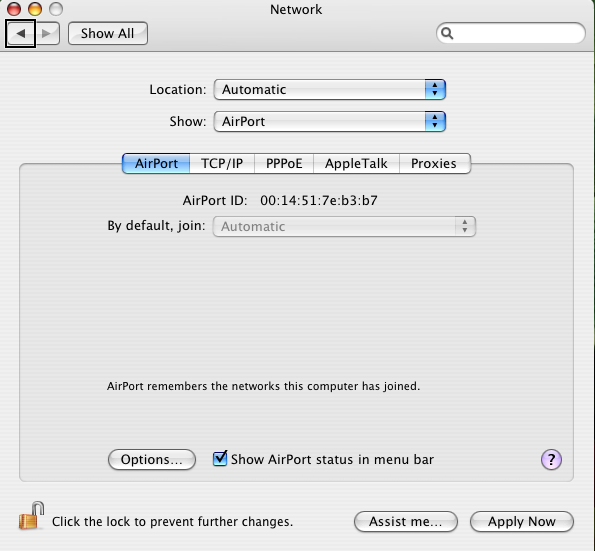 Network
Show All
Location: Automatic
Show: AirPort
AirPort TCP/IP PPPoE AppleTalk Proxies
AirPort ID: 00:14:51:7e:b3:b7
By default, join: Automatic
AirPort remembers the networks this computer has joined.
Options... Show AirPort status in menu bar ?
Click the lock to prevent further changes. Assist me... Apply Now